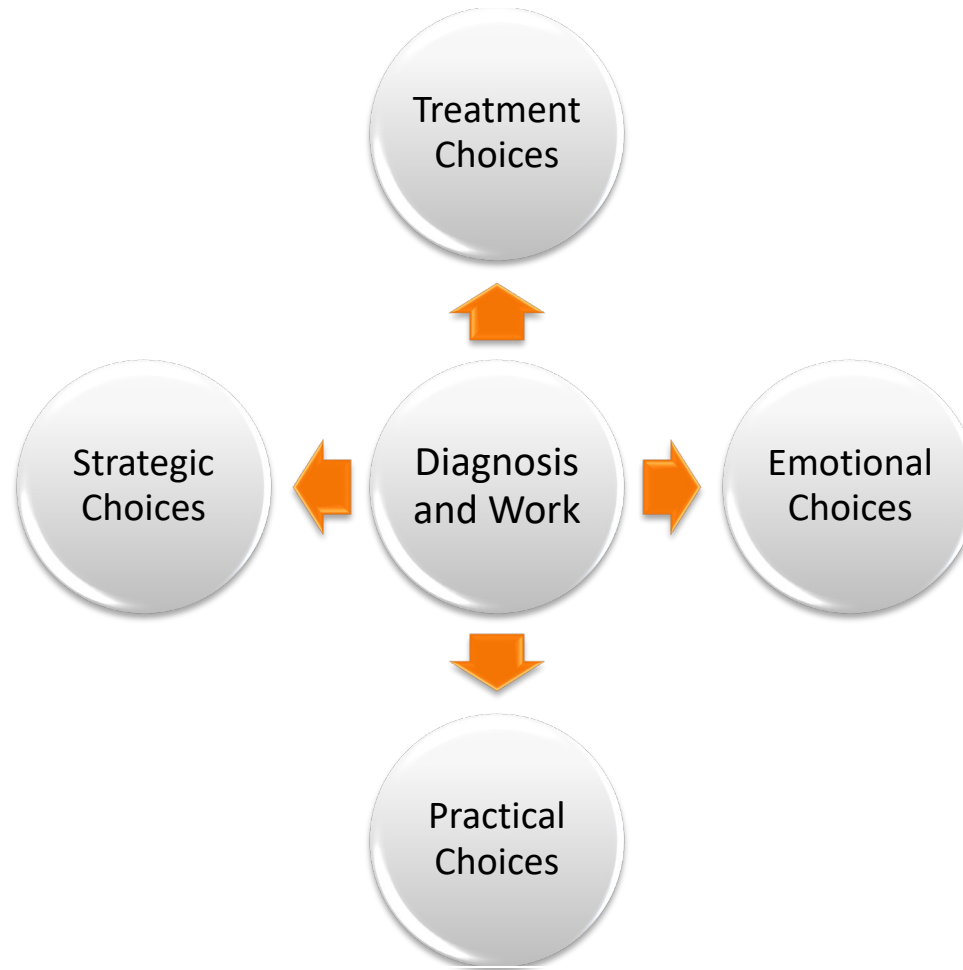 Treatment
Choices
Strategic
Choices
Diagnosis
and Work
Emotional
Choices
Practical
Choices